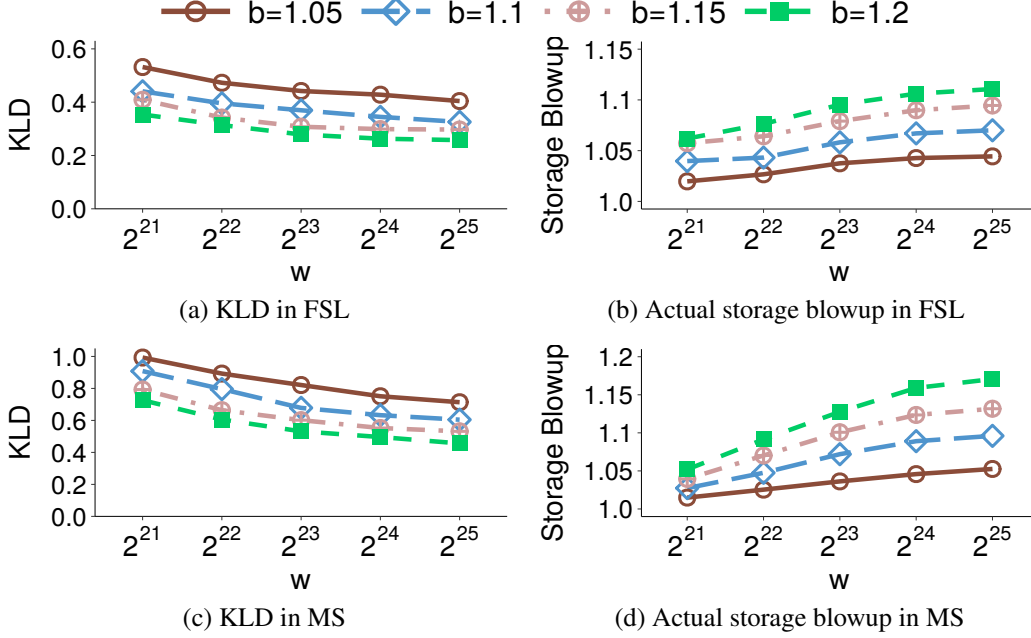 b=1.05 b=1.1 b=1.15 b=1.2
0.6
0.4
0.2
0.0
KLD
2^21 2^22 2^23 2^24 2^25
w
(a) KLD in FSL
1.15
1.1
1.05
1.0
Storage Blowup
2^21 2^22 2^23 2^24 2^25
w
(b) Actual storage blowup in FSL
1.0
0.8
0.6
0.4
0.2
0.0
KLD
2^21 2^22 2^23 2^24 2^25
w
(c) KLD in MS
1.2
1.15
1.1
1.05
1.0
Storage Blowup
2^21 2^22 2^23 2^24 2^25
w
(d) Actual storage blowup in MS